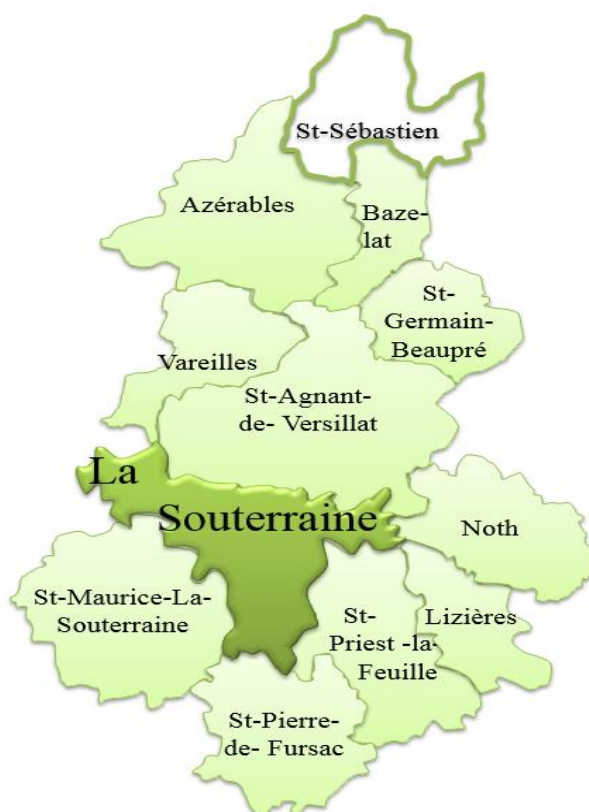 St-Sébastien
Azérables
Baze-
lat
St-
Germain-
Beaupré
Vareilles
St-Agnant-
de- Versillat
La
Souterraine
Noth
St-Maurice-La-
Souterraine
St-
Priest -la-
Feuille
Lizières
St-Pierre-
de- Fursac